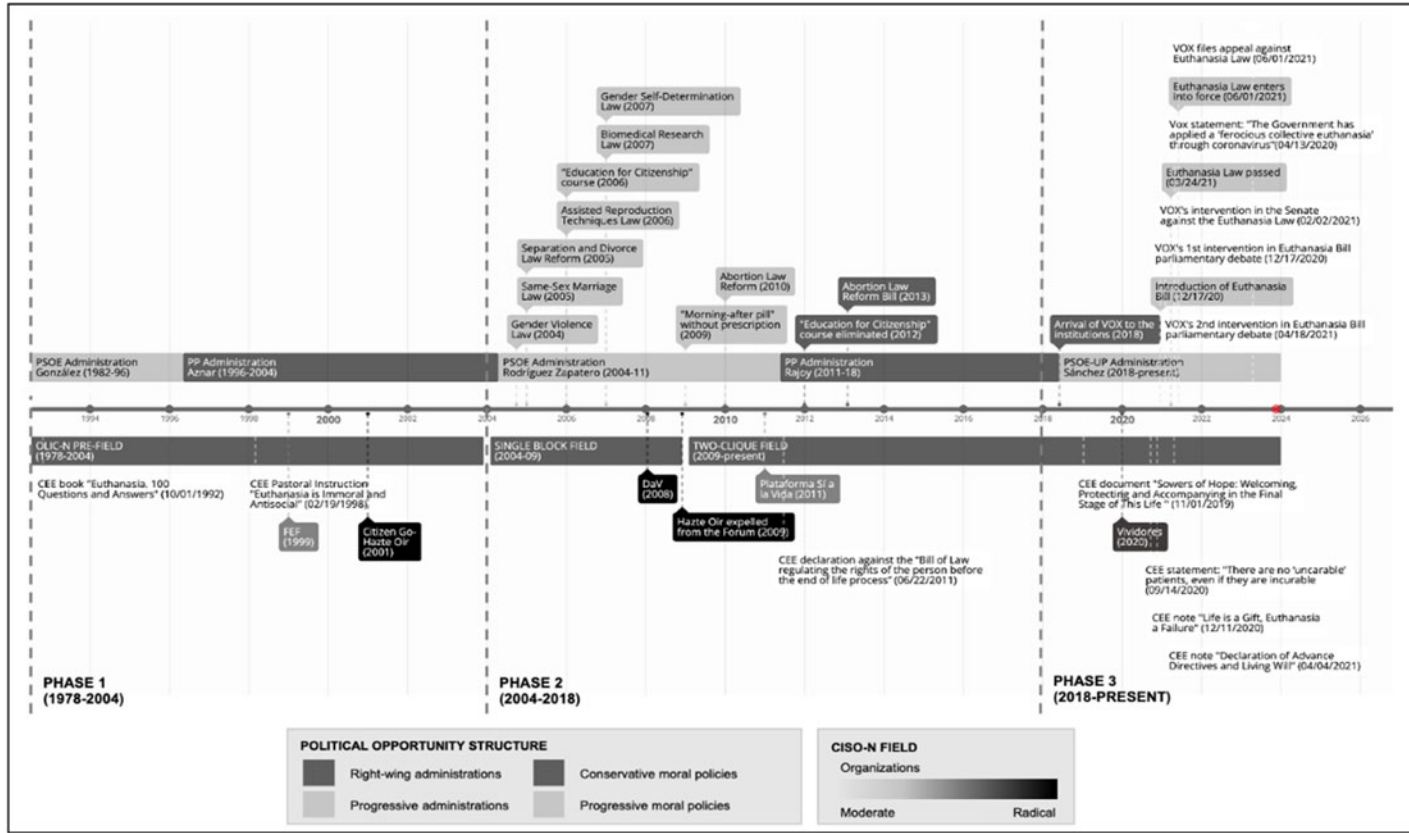 VOX files appeal against
Euthanasia Law (06/01/2021)
Euthanasia Law enters
into force (06/01/2021)
Vox statement: "The Government has
applied a 'ferocious collective euthanasia'
through coronavirus"(04/13/2020)
Euthanasia Law passed
(03/24/21)
VOX's intervention in the Senate
against the Euthanasia Law (02/02/2021)
VOX's 1st intervention in Euthanasia Bill
parliamentary debate (12/17/2020)
Introduction of Euthanasia
Bill (12/17/20)
VOX's 2nd intervention in Euthanasia Bill
parliamentary debate (04/18/2021)
Arrival of VOX to the
institutions (2018)
Gender Self-Determination
Law (2007)
Biomedical Research
Law (2007)
"Education for Citizenship"
course (2006)
Assisted Reproduction
Techniques Law (2006)
Separation and Divorce
Law Reform (2005)
Same-Sex Marriage
Law (2005)
Gender Violence
Law (2004)
Abortion Law
Reform (2010)
"Morning-after pill"
without prescription
(2009)
Abortion Law
Reform Bill (2013)
"Education for Citizenship"
course eliminated (2012)
PSOE Administration
González (1982-96)
PP Administration
Aznar (1996-2004)
PSOE Administration
Rodríguez Zapatero (2004-11)
PP Administration
Rajoy (2011-18)
PSOE-UP Administration
Sánchez (2018-present)
1994 1996 1998 2000 2002 2004 2006 2008 2010 2012 2014 2016 2018 2020 2022 2024 2026
OLIC-N PRE-FIELD
(1978-2004)
SINGLE BLOCK FIELD
(2004-09)
TWO-CLIQUE FIELD
(2009-present)
CEE book "Euthanasia. 100
Questions and Answers" (10/01/1992)
CEE Pastoral Instruction
"Euthanasia is Immoral and
Antisocial" (02/19/1998)
FEF
(1999)
Citizen Go-
Hazte Oir
(2001)
DaV
(2008)
Hazte Oir expelled
from the Forum (2009)
Plataforma Sí a
la Vida (2011)
CEE declaration against the "Bill of Law
regulating the rights of the person before
the end of life process" (06/22/2011)
CEE document "Sowers of Hope: Welcoming,
Protecting and Accompanying in the Final
Stage of This Life " (11/01/2019)
Vividores
(2020)
CEE statement: "There are no 'uncarable'
patients, even if they are incurable
(09/14/2020)
CEE note "Life is a Gift, Euthanasia
a Failure" (12/11/2020)
CEE note "Declaration of Advance
Directives and Living Will" (04/04/2021)
PHASE 1
(1978-2004)
PHASE 2
(2004-2018)
PHASE 3
(2018-PRESENT)
POLITICAL OPPORTUNITY STRUCTURE
Right-wing administrations
Conservative moral policies
Progressive administrations
Progressive moral policies
CISO-N FIELD
Organizations
Moderate
Radical